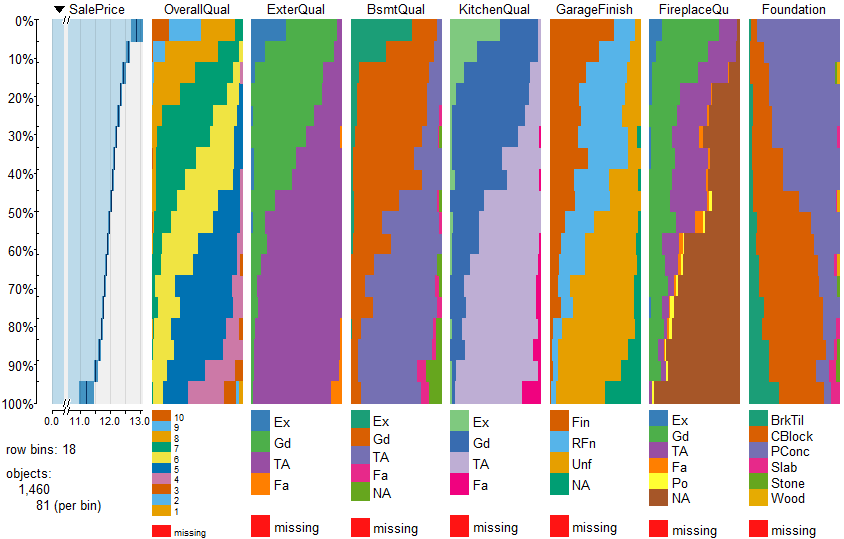 SalePrice OverallQual ExterQual BsmtQual KitchenQual GarageFinish FireplaceQu Foundation
0%
10%
20%
30%
40%
50%
60%
70%
80%
90%
100%
0.0 11.0 12.0 13.0
row bins: 18
objects:
1,460
81 (per bin)
10
9
8
7
6
5
4
3
2
1
missing
Ex
Gd
TA
Fa
missing
Ex
Gd
TA
Fa
NA
missing
Ex
Gd
TA
Fa
missing
Fin
RFn
Unf
NA
missing
Ex
Gd
TA
Fa
Po
NA
missing
BrkTil
CBlock
PConc
Slab
Stone
Wood
missing